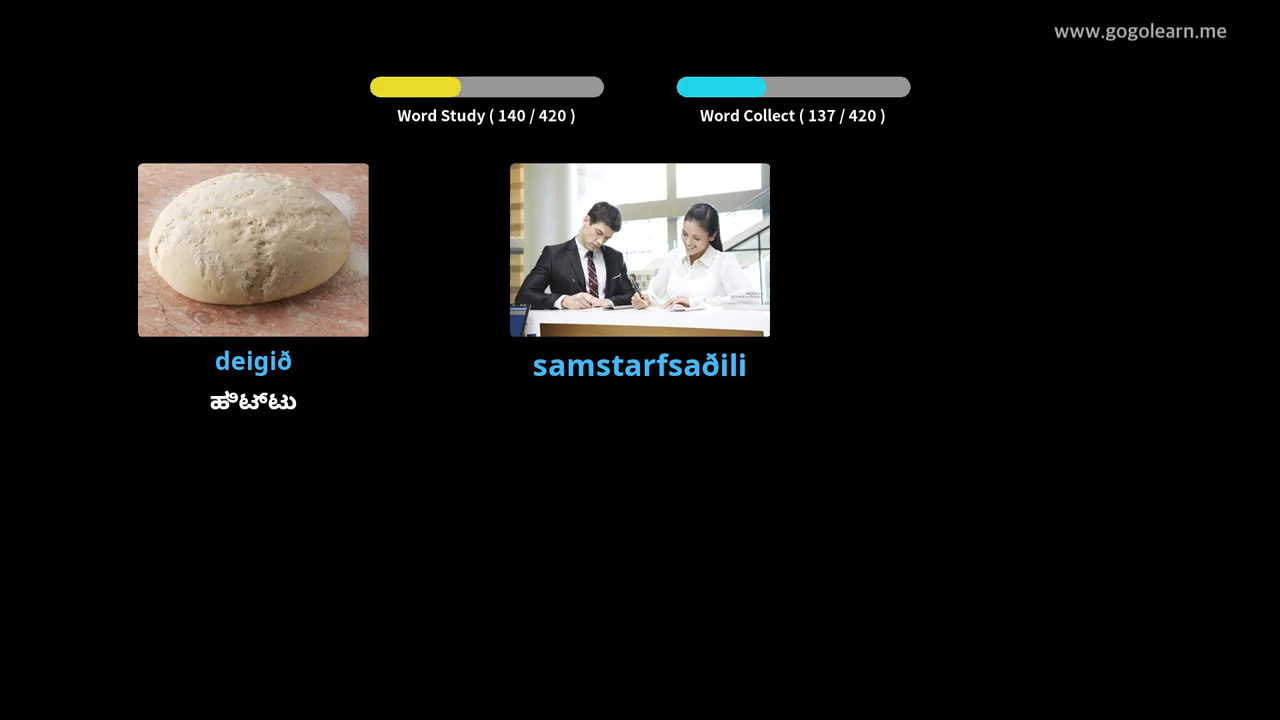 www.gogolearn.me
Word Study ( 140 / 420 )
Word Collect ( 137 / 420 )
deigið
ಹಿಟ್ಟು
samstarfsaðili